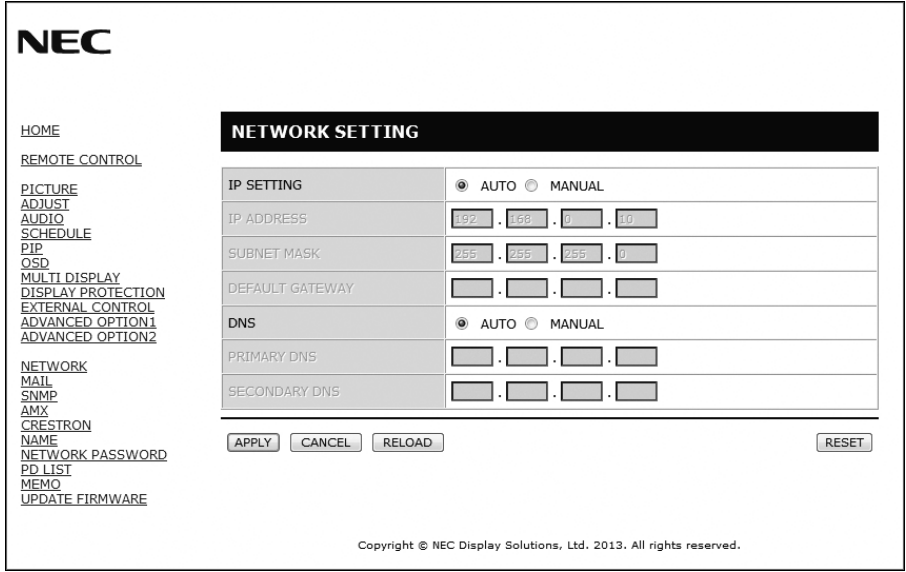 NEC
HOME
REMOTE CONTROL
PICTURE
ADJUST
AUDIO
SCHEDULE
PIP
OSD
MULTI DISPLAY
DISPLAY PROTECTION
EXTERNAL CONTROL
ADVANCED OPTION1
ADVANCED OPTION2
NETWORK
MAIL
SNMP
AMX
CRESTRON
NAME
NETWORK PASSWORD
PD LIST
MEMO
UPDATE FIRMWARE
NETWORK SETTING
IP SETTING AUTO MANUAL
IP ADDRESS 192 . 168 . 0 . 10
SUBNET MASK 255 . 255 . 255 . 0
DEFAULT GATEWAY . . .
DNS AUTO MANUAL
PRIMARY DNS . . .
SECONDARY DNS . . .
APPLY CANCEL RELOAD RESET
Copyright © NEC Display Solutions, Ltd. 2013. All rights reserved.